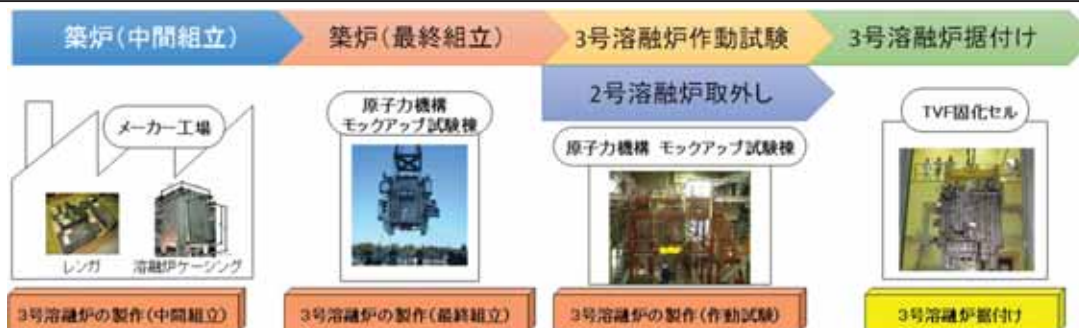 築炉(中間組立)
築炉(最終組立)
3号溶融炉作動試験
3号溶融炉据付け
2号溶融炉取外し
メーカー工場
レンガ
溶融炉ケーシング
原子力機構
モックアップ試験棟
原子力機構 モックアップ試験棟
TVF固化セル
3号溶融炉の製作(中間組立)
3号溶融炉の製作(最終組立)
3号溶融炉の製作(作動試験)
3号溶融炉据付け